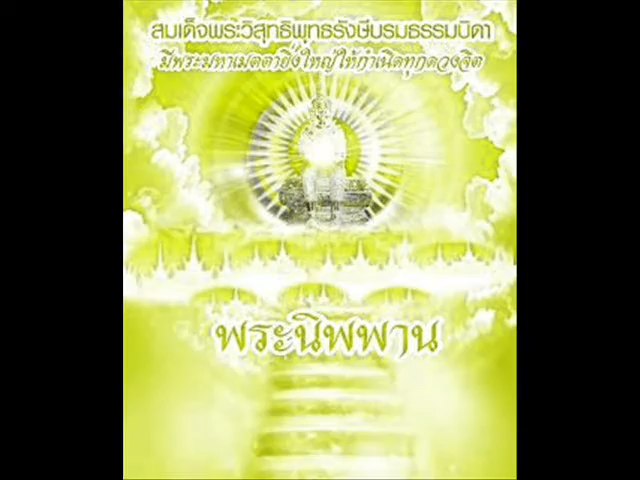 สมเด็จพระวิสุทธิพุทธรังษีบรมธรรมบิดา
มีพระมหาเมตตายิ่งใหญ่ให้กำเนิดทุกดวงจิต
พระนิพพาน